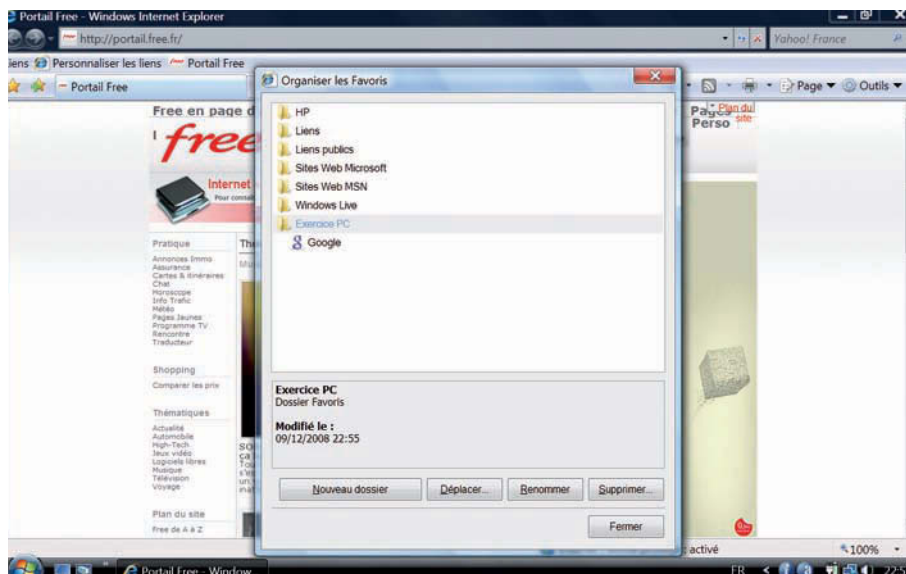 Portail Free - Windows Internet Explorer
http://portail.free.fr/
Yahoo! France
iens Personnaliser les liens Portail Free
Portail Free
Page Outils
Organiser les Favoris
HP
Liens
Liens publics
Sites Web Microsoft
Sites Web MSN
Windows Live
Exercice PC
Google
Exercice PC
Dossier Favoris
Modifié le :
09/12/2008 22:55
Nouveau dossier Déplacer... Renommer Supprimer...
Fermer
Free en page d
free
Internet
Pour
Pages
Perso
Plan du
site
Pratique
Annonces Immo
Assurance
Cartes & itinéraires
Chat
Horoscope
Info Trafic
Météo
Pages Jaunes
Programme TV
Rencontre
Traducteur
Shopping
Comparer les prix
Thématiques
Actualité
Automobile
High-Tech
Jeux vidéo
Logiciels libres
Musique
Télévision
Voyage
Plan du site
Free de A à Z
activé
100%
Portail Free - Window
FR
22:5